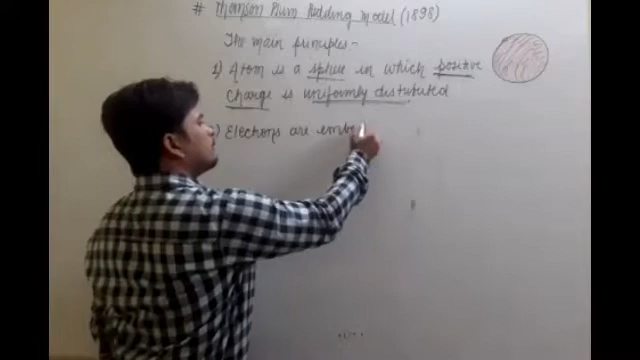 # Thomson Plum Pudding Model (1898)
The main principles -
1) Atom is a sphere in which positive
charge is uniformly distributed
2) Electrons are embe